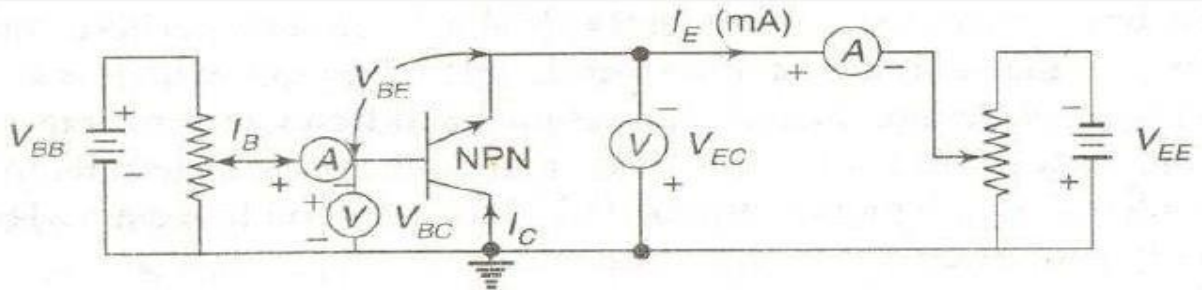 I_E (mA)
A
+ −
V_BE
+
V_BB
−
I_B
A
+ −
NPN
−
V V_EC
+
−
V_EE
+
+
V V_BC
−
I_C